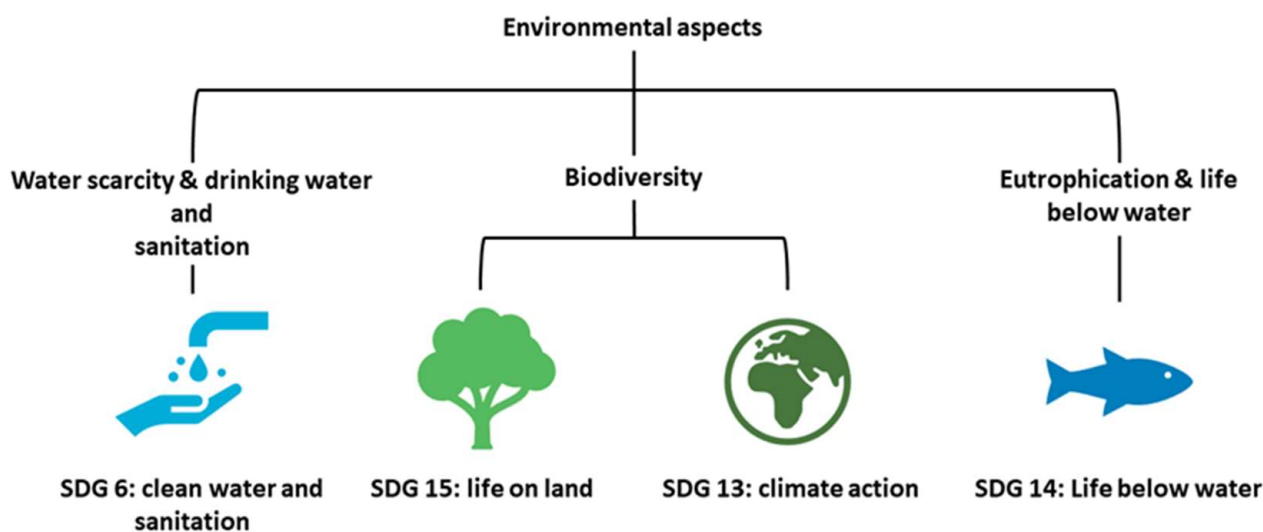 Environmental aspects
Water scarcity & drinking water
and
sanitation
Biodiversity
Eutrophication & life
below water
SDG 6: clean water and
sanitation
SDG 15: life on land
SDG 13: climate action
SDG 14: Life below water